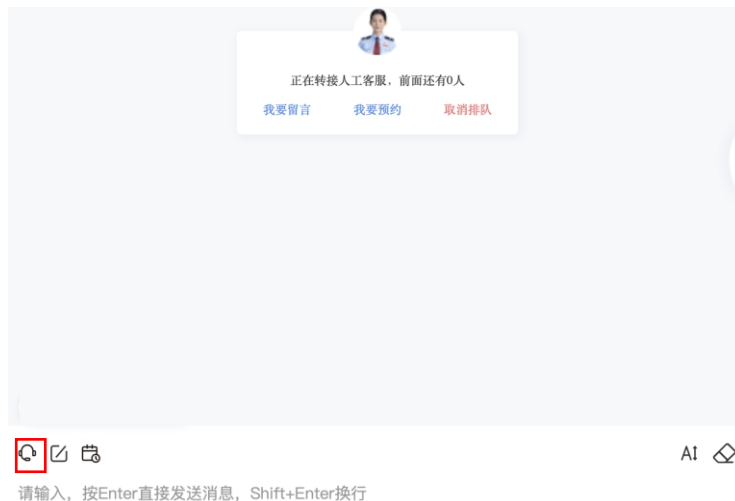 正在转接人工客服，前面还有0人
我要留言 我要预约 取消排队
A
请输入，按Enter直接发送消息，Shift+Enter换行